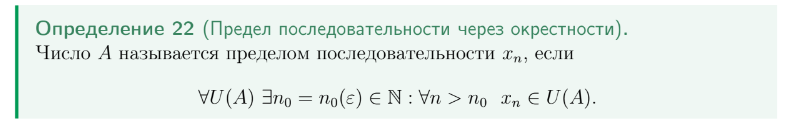 Определение 22 (Предел последовательности через окрестности).
Число A называется пределом последовательности xₙ, если
∀U(A) ∃n₀ = n₀(ε) ∈ ℕ : ∀n > n₀ xₙ ∈ U(A).